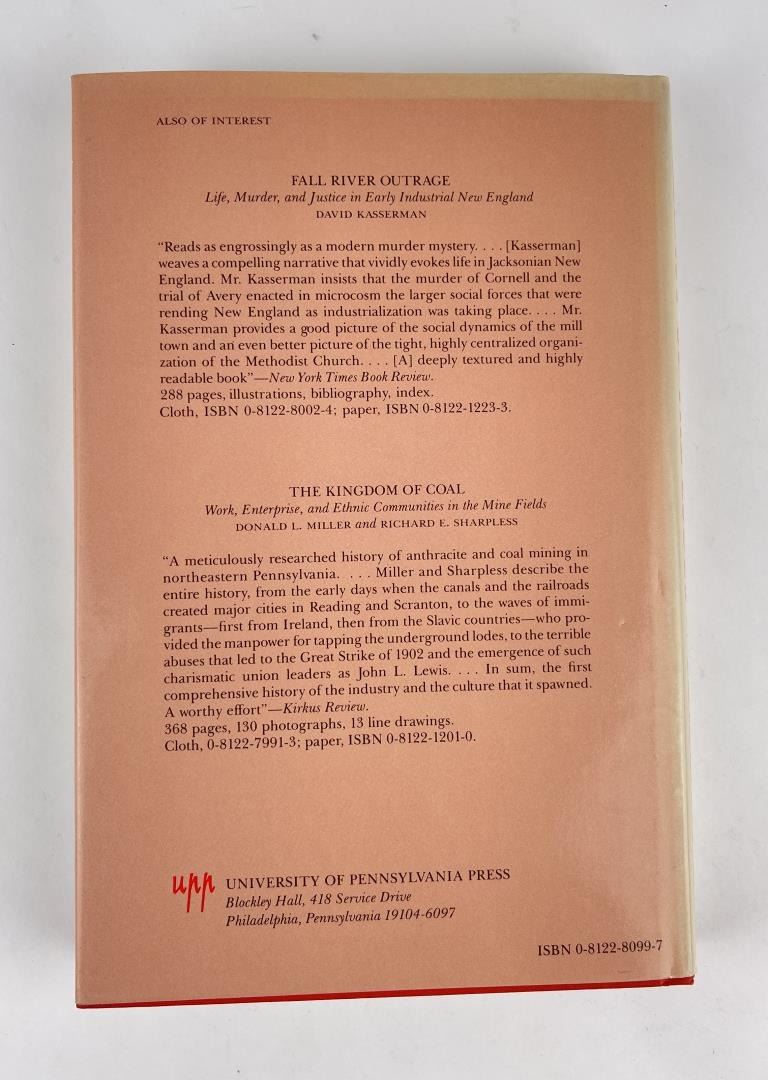 ALSO OF INTEREST
FALL RIVER OUTRAGE
Life, Murder, and Justice in Early Industrial New England
DAVID KASSERMAN
“Reads as engrossingly as a modern murder mystery. . . . [Kasserman]
weaves a compelling narrative that vividly evokes life in Jacksonian New
England. Mr. Kasserman insists that the murder of Cornell and the
trial of Avery enacted in microcosm the larger social forces that were
rending New England as industrialization was taking place. . . . Mr.
Kasserman provides a good picture of the social dynamics of the mill
town and an even better picture of the tight, highly centralized organi-
zation of the Methodist Church. . . . [A] deeply textured and highly
readable book”—New York Times Book Review.
288 pages, illustrations, bibliography, index.
Cloth, ISBN 0-8122-8002-4; paper, ISBN 0-8122-1223-3.
THE KINGDOM OF COAL
Work, Enterprise, and Ethnic Communities in the Mine Fields
DONALD L. MILLER and RICHARD E. SHARPLESS
“A meticulously researched history of anthracite and coal mining in
northeastern Pennsylvania. . . . Miller and Sharpless describe the
entire history, from the early days when the canals and the railroads
created major cities in Reading and Scranton, to the waves of immi-
grants—first from Ireland, then from the Slavic countries—who pro-
vided the manpower for tapping the underground lodes, to the terrible
abuses that led to the Great Strike of 1902 and the emergence of such
charismatic union leaders as John L. Lewis. . . . In sum, the first
comprehensive history of the industry and the culture that it spawned.
A worthy effort”—Kirkus Review.
368 pages, 130 photographs, 13 line drawings.
Cloth, 0-8122-7991-3; paper, ISBN 0-8122-1201-0.
upp UNIVERSITY OF PENNSYLVANIA PRESS
Blockley Hall, 418 Service Drive
Philadelphia, Pennsylvania 19104-6097
ISBN 0-8122-8099-7